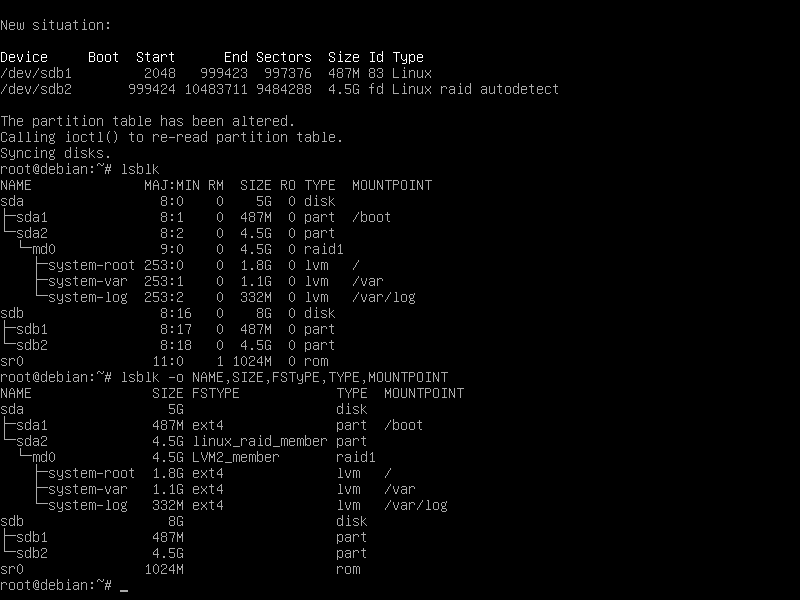 New situation:

Device     Boot  Start      End Sectors  Size Id Type
/dev/sdb1         2048   999423  997376  487M 83 Linux
/dev/sdb2       999424 10483711 9484288  4.5G fd Linux raid autodetect

The partition table has been altered.
Calling ioctl() to re-read partition table.
Syncing disks.
root@debian:~# lsblk
NAME              MAJ:MIN RM  SIZE RO TYPE  MOUNTPOINT
sda                 8:0    0    5G  0 disk
├─sda1              8:1    0  487M  0 part  /boot
└─sda2              8:2    0  4.5G  0 part
  └─md0             9:0    0  4.5G  0 raid1
    ├─system-root 253:0    0  1.8G  0 lvm   /
    ├─system-var  253:1    0  1.1G  0 lvm   /var
    └─system-log  253:2    0  332M  0 lvm   /var/log
sdb                 8:16   0    8G  0 disk
├─sdb1              8:17   0  487M  0 part
└─sdb2              8:18   0  4.5G  0 part
sr0                11:0    1 1024M  0 rom
root@debian:~# lsblk -o NAME,SIZE,FSTyPE,TYPE,MOUNTPOINT
NAME               SIZE FSTYPE            TYPE  MOUNTPOINT
sda                  5G                   disk
├─sda1             487M ext4              part  /boot
└─sda2             4.5G linux_raid_member part
  └─md0            4.5G LVM2_member       raid1
    ├─system-root  1.8G ext4              lvm   /
    ├─system-var   1.1G ext4              lvm   /var
    └─system-log   332M ext4              lvm   /var/log
sdb                  8G                   disk
├─sdb1             487M                   part
└─sdb2             4.5G                   part
sr0               1024M                   rom
root@debian:~# _